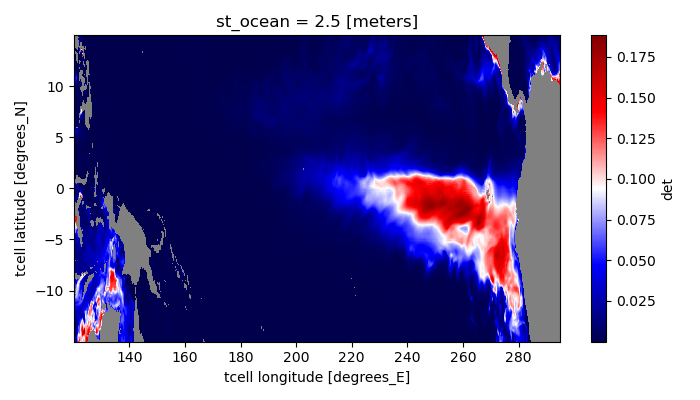 st_ocean = 2.5 [meters]
10
5
0
−5
−10
tcell latitude [degrees_N]
140 160 180 200 220 240 260 280
tcell longitude [degrees_E]
0.175
0.150
0.125
0.100
0.075
0.050
0.025
det